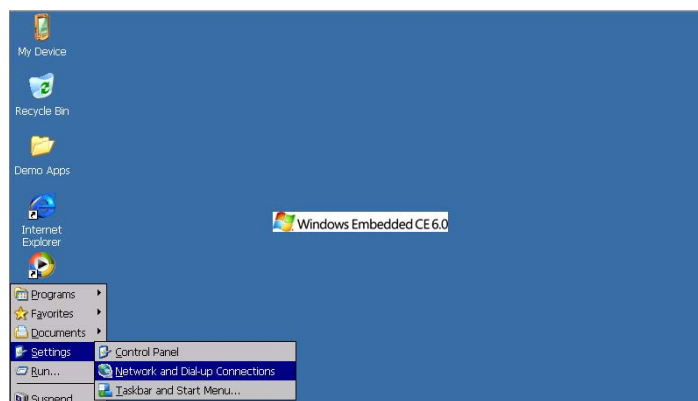 My Device
Recycle Bin
Demo Apps
Internet
Explorer
Windows Embedded CE 6.0
Programs
Favorites
Documents
Settings
Run...
Suspend
Control Panel
Network and Dial-up Connections
Taskbar and Start Menu...